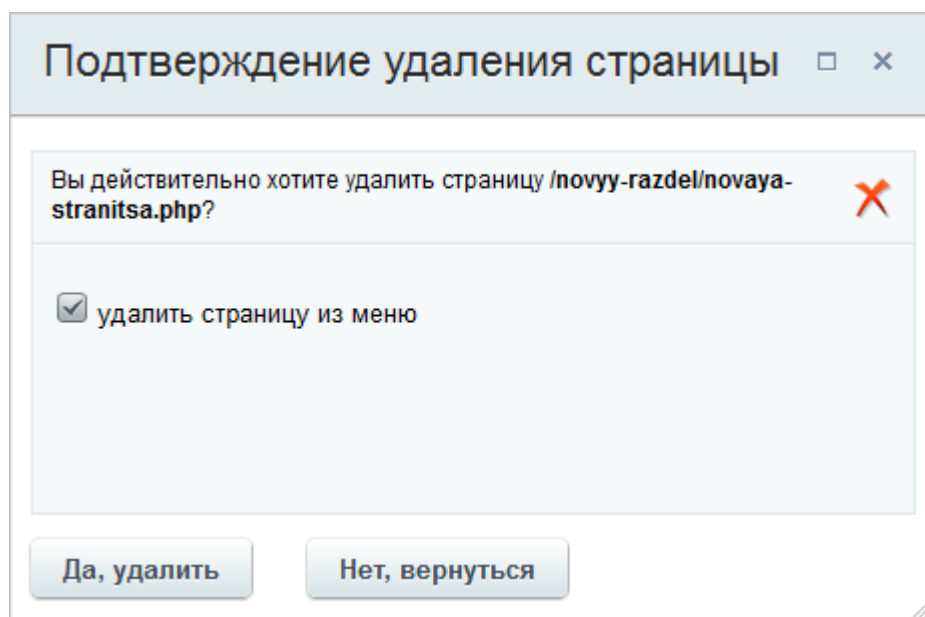 Подтверждение удаления страницы
Вы действительно хотите удалить страницу /novyy-razdel/novaya-
stranitsa.php?
удалить страницу из меню
Да, удалить
Нет, вернуться